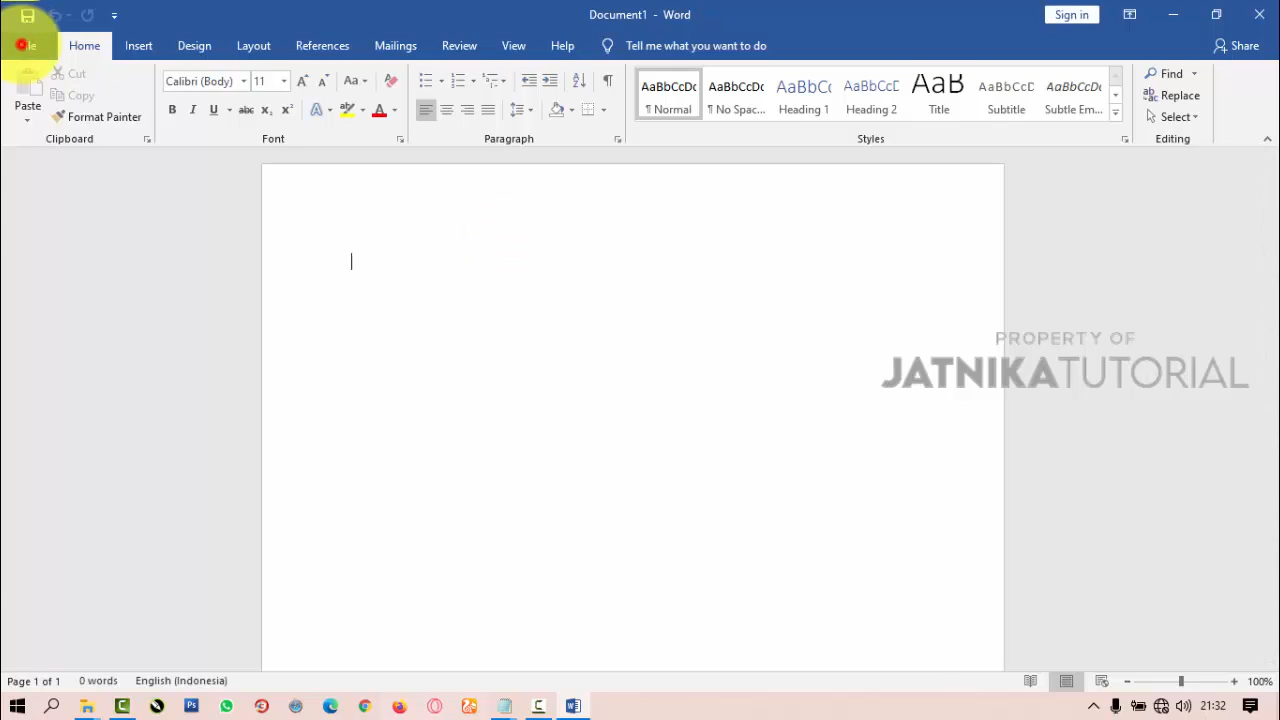 Document1 - Word
Sign in
Home
Insert
Design
Layout
References
Mailings
Review
View
Help
Tell me what you want to do
Share
Paste
Cut
Copy
Format Painter
Clipboard
Calibri (Body)
11
Font
Paragraph
AaBbCcDc
¶ Normal
AaBbCcDc
¶ No Spac...
AaBbCc
Heading 1
AaBbCcD
Heading 2
AaB
Title
AaBbCcD
Subtitle
AaBbCcDc
Subtle Em...
Styles
Find
Replace
Select
Editing
PROPERTY OF
JATNIKATUTORIAL
Page 1 of 1
0 words
English (Indonesia)
100%
21:32